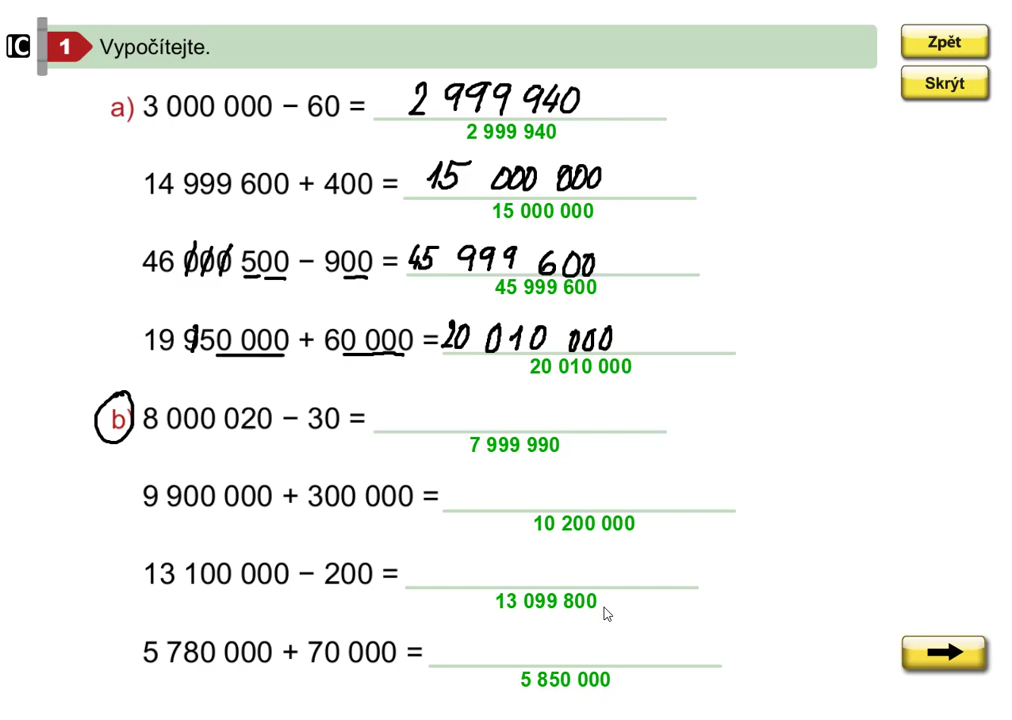 IC 1 Vypočítejte. Zpět
Skrýt
a) 3 000 000 − 60 = 2 999 940
2 999 940
14 999 600 + 400 = 15 000 000
15 000 000
46 000 500 − 900 = 45 999 600
45 999 600
19 950 000 + 60 000 = 20 010 000
20 010 000
b) 8 000 020 − 30 =
7 999 990
9 900 000 + 300 000 =
10 200 000
13 100 000 − 200 =
13 099 800
5 780 000 + 70 000 =
5 850 000